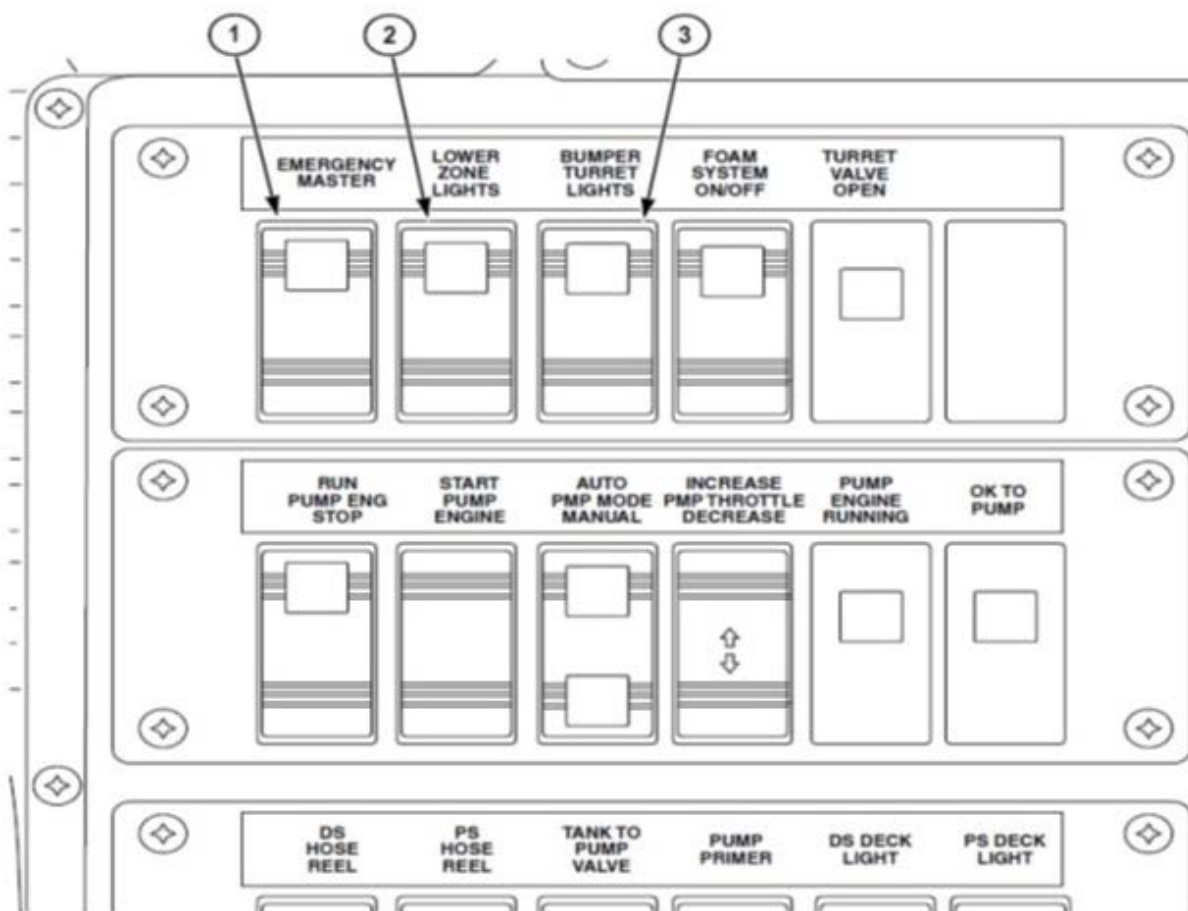 1
2
3
EMERGENCY
MASTER
LOWER
ZONE
LIGHTS
BUMPER
TURRET
LIGHTS
FOAM
SYSTEM
ON/OFF
TURRET
VALVE
OPEN
RUN
PUMP ENG
STOP
START
PUMP
ENGINE
AUTO
PMP MODE
MANUAL
INCREASE
PMP THROTTLE
DECREASE
PUMP
ENGINE
RUNNING
OK TO
PUMP
DS
HOSE
REEL
PS
HOSE
REEL
TANK TO
PUMP
VALVE
PUMP
PRIMER
DS DECK
LIGHT
PS DECK
LIGHT